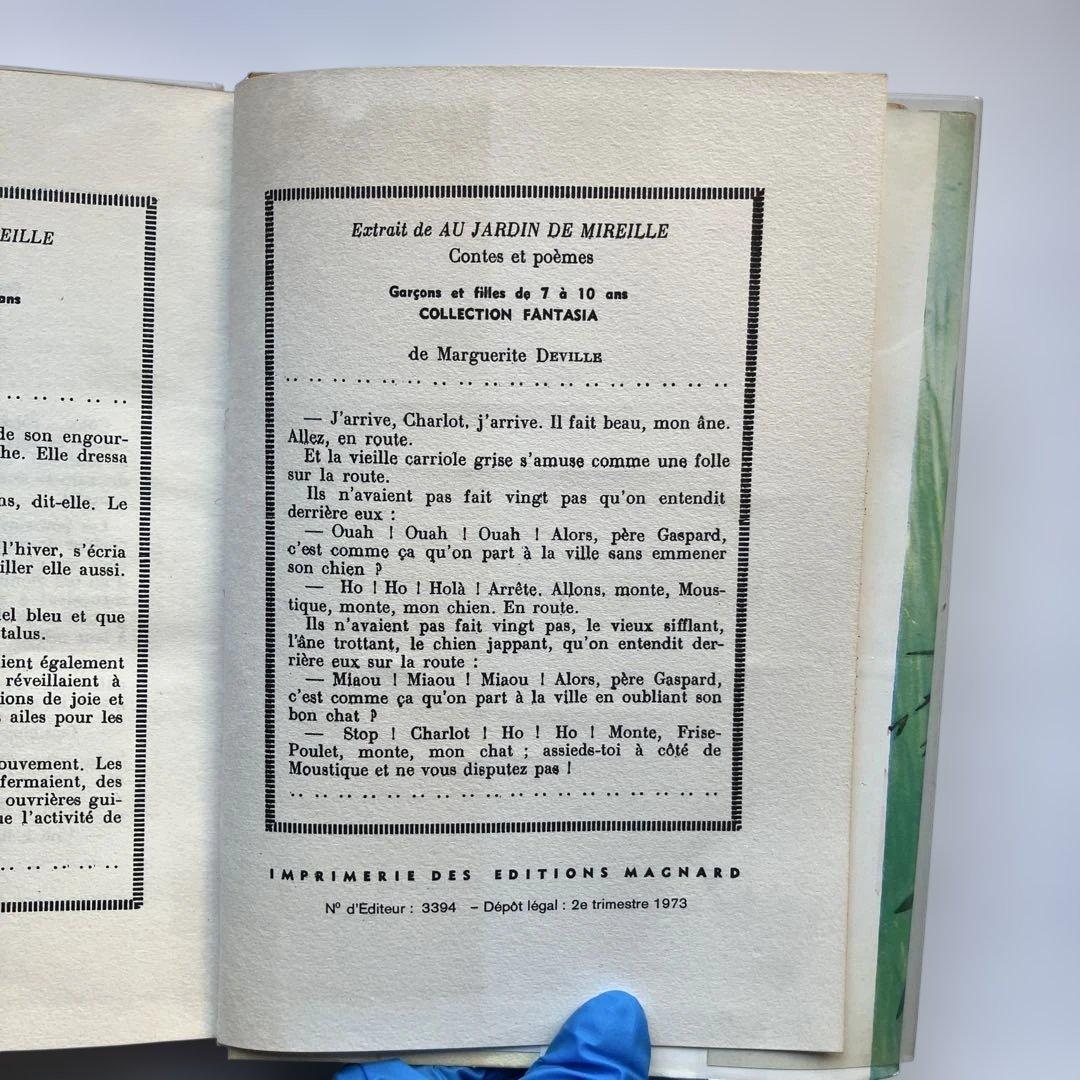 EILLE
ans
.. .. .. .. .. ..
de son engour-
he. Elle dressa
ns, dit-elle. Le
l'hiver, s'écria
iller elle aussi.
el bleu et que
talus.
ient également
réveillaient à
tions de joie et
ailes pour les
ouvement. Les
fermaient, des
ouvrières gui-
e l'activité de
.. .. .. .. .. ..
Extrait de AU JARDIN DE MIREILLE
Contes et poèmes
Garçons et filles de 7 à 10 ans
COLLECTION FANTASIA
de Marguerite DEVILLE
.. .. .. .. .. .. .. .. .. .. .. .. .. .. .. .. .. .. .. ..
— J'arrive, Charlot, j'arrive. Il fait beau, mon âne.
Allez, en route.
Et la vieille carriole grise s'amuse comme une folle
sur la route.
Ils n'avaient pas fait vingt pas qu'on entendit
derrière eux :
— Ouah ! Ouah ! Ouah ! Alors, père Gaspard,
c'est comme ça qu'on part à la ville sans emmener
son chien ?
— Ho ! Ho ! Holà ! Arrête. Allons, monte, Mous-
tique, monte, mon chien. En route.
Ils n'avaient pas fait vingt pas, le vieux sifflant,
l'âne trottant, le chien jappant, qu'on entendit der-
rière eux sur la route :
— Miaou ! Miaou ! Miaou ! Alors, père Gaspard,
c'est comme ça qu'on part à la ville en oubliant son
bon chat ?
— Stop ! Charlot ! Ho ! Ho ! Monte, Frise-
Poulet, monte, mon chat ; assieds-toi à côté de
Moustique et ne vous disputez pas !
.. .. .. .. .. .. .. .. .. .. .. .. .. .. .. .. .. .. ..
IMPRIMERIE DES EDITIONS MAGNARD
Nº d'Editeur : 3394 – Dépôt légal : 2e trimestre 1973